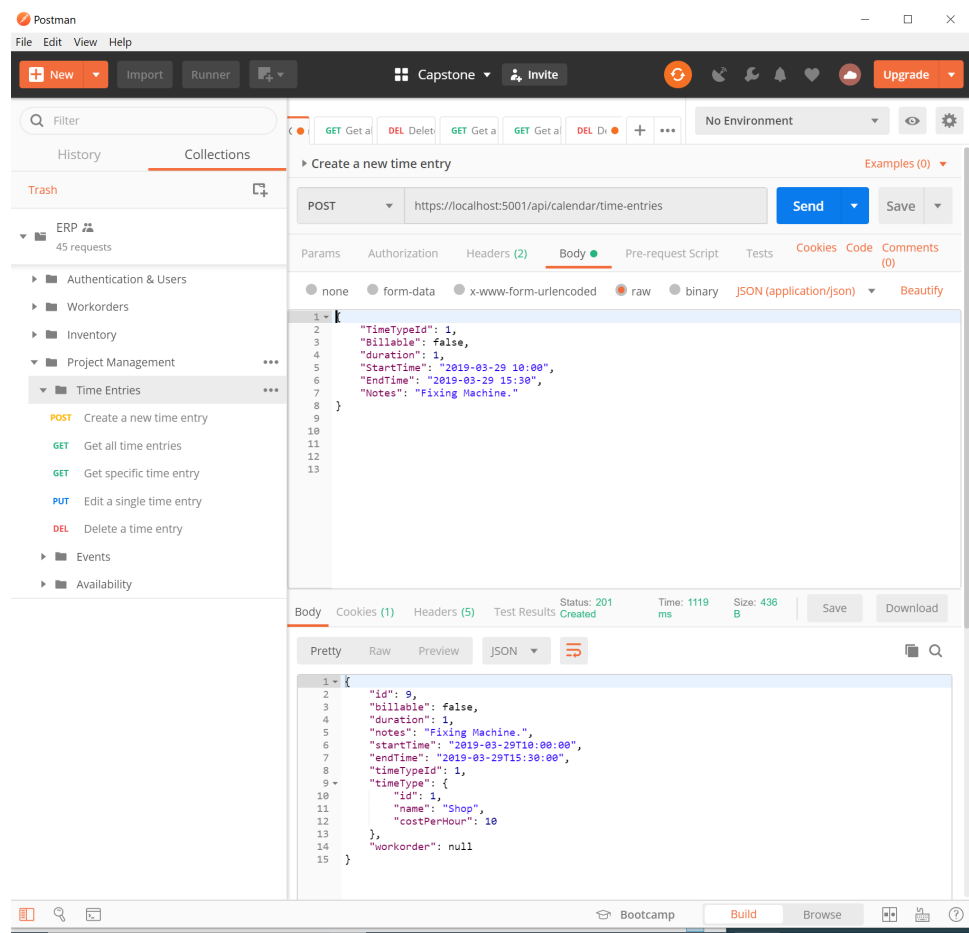 Postman
File Edit View Help
New Import Runner Capstone Invite Upgrade
Filter
History Collections
Trash
ERP
45 requests
Authentication & Users
Workorders
Inventory
Project Management
Time Entries
POST Create a new time entry
GET Get all time entries
GET Get specific time entry
PUT Edit a single time entry
DEL Delete a time entry
Events
Availability
GET Get a DEL Delet GET Get a GET Get a DEL No Environment
Create a new time entry Examples (0)
POST https://localhost:5001/api/calendar/time-entries Send Save
Params Authorization Headers (2) Body Pre-request Script Tests Cookies Code Comments (0)
none form-data x-www-form-urlencoded raw binary JSON (application/json) Beautify
1 {
2 "TimeTypeId": 1,
3 "Billable": false,
4 "duration": 1,
5 "StartTime": "2019-03-29 10:00",
6 "EndTime": "2019-03-29 15:30",
7 "Notes": "Fixing Machine."
8 }
9
10
11
12
13
Body Cookies (1) Headers (5) Test Results Status: 201 Created Time: 1119 ms Size: 436 B Save Download
Pretty Raw Preview JSON
1 {
2 "id": 9,
3 "billable": false,
4 "duration": 1,
5 "notes": "Fixing Machine.",
6 "startTime": "2019-03-29T10:00:00",
7 "endTime": "2019-03-29T15:30:00",
8 "timeTypeId": 1,
9 "timeType": {
10 "id": 1,
11 "name": "Shop",
12 "costPerHour": 10
13 },
14 "workorder": null
15 }
Bootcamp Build Browse